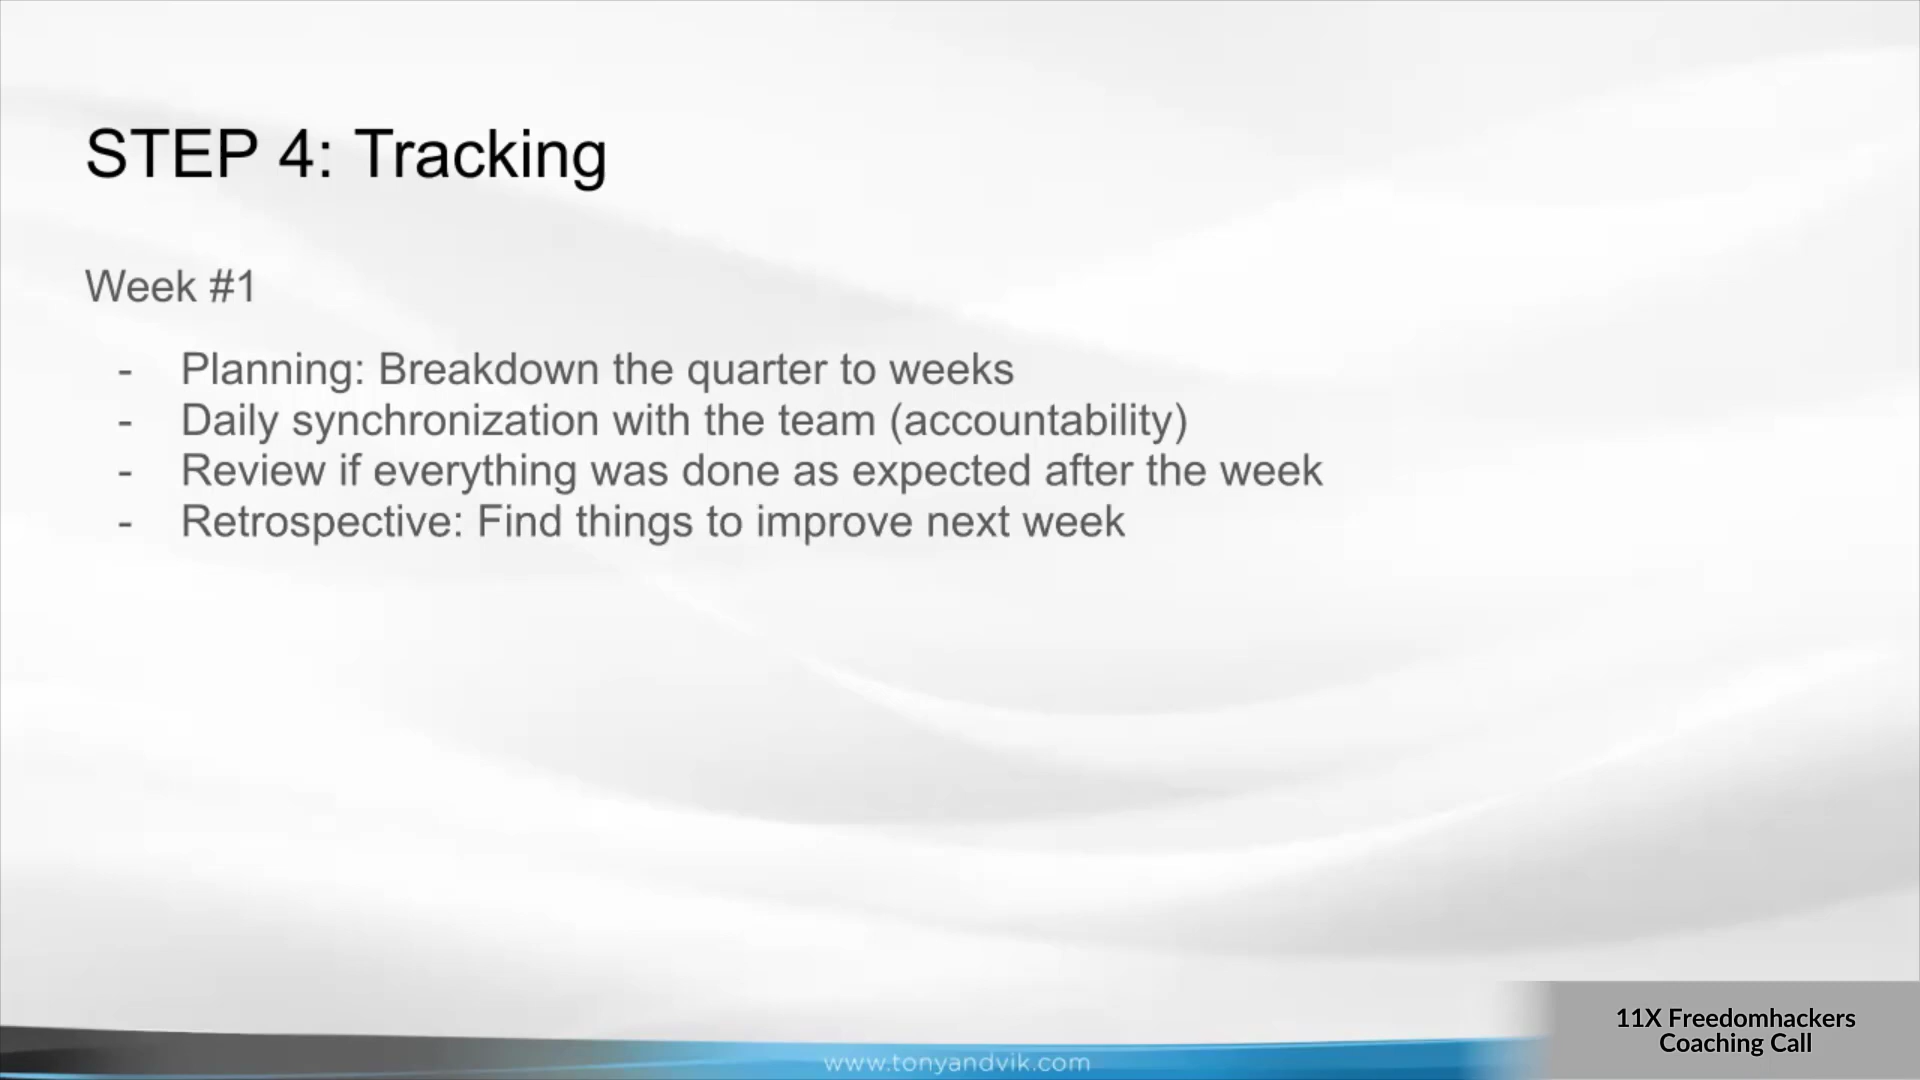 STEP 4: Tracking
Week #1
- Planning: Breakdown the quarter to weeks
- Daily synchronization with the team (accountability)
- Review if everything was done as expected after the week
- Retrospective: Find things to improve next week
www.tonyandvik.com
11X Freedomhackers
Coaching Call